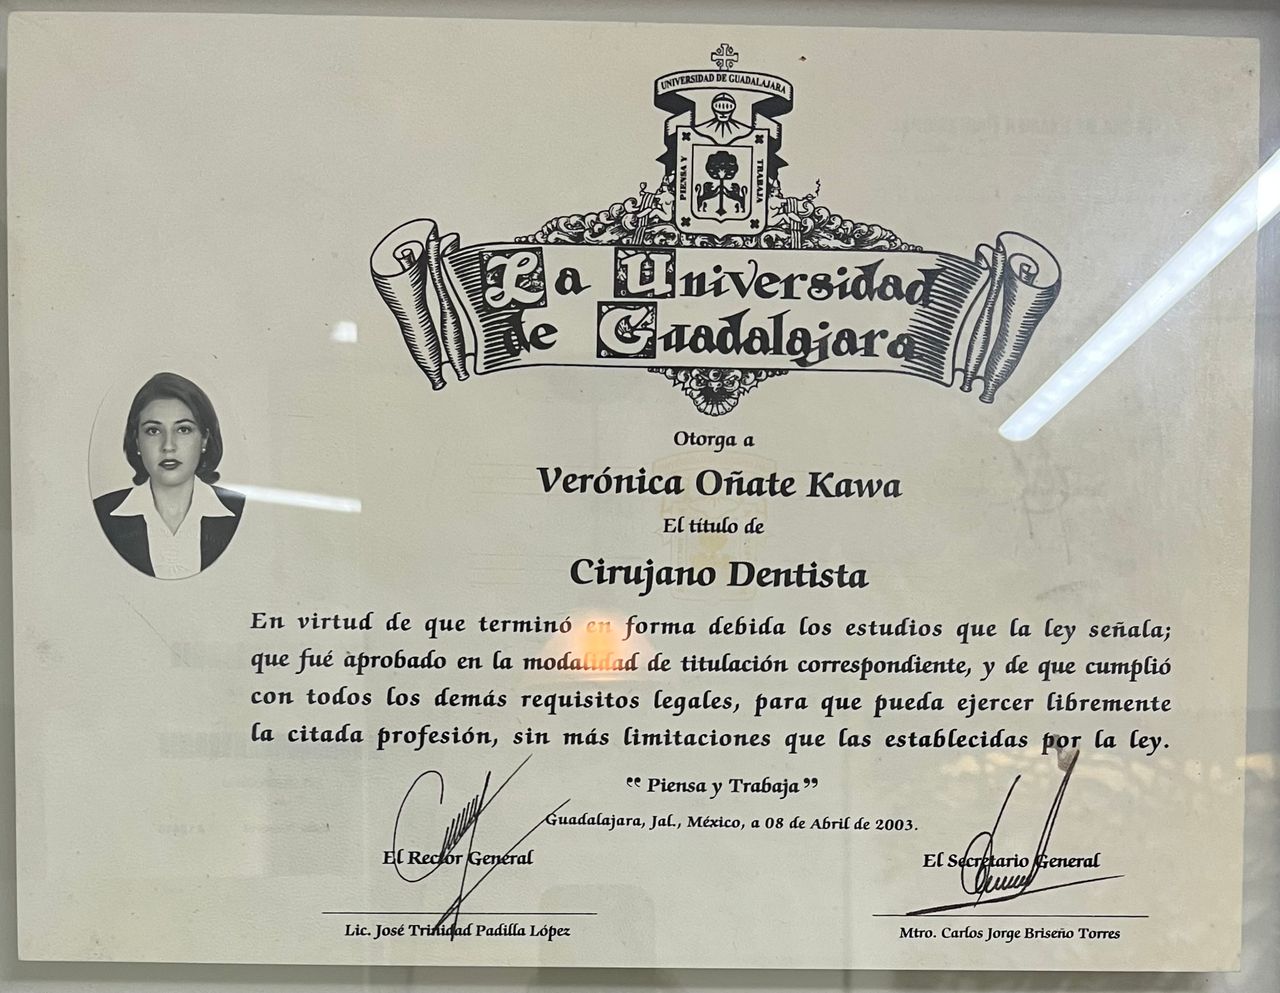 UNIVERSIDAD DE GUADALAJARA
PIENSA Y
TRABAJA
La Universidad
de Guadalajara
Otorga a
Verónica Oñate Kawa
El título de
Cirujano Dentista
En virtud de que terminó en forma debida los estudios que la ley señala;
que fué aprobado en la modalidad de titulación correspondiente, y de que cumplió
con todos los demás requisitos legales, para que pueda ejercer libremente
la citada profesión, sin más limitaciones que las establecidas por la ley.
“ Piensa y Trabaja ”
Guadalajara, Jal., México, a 08 de Abril de 2003.
El Rector General
El Secretario General
Lic. José Trinidad Padilla López
Mtro. Carlos Jorge Briseño Torres